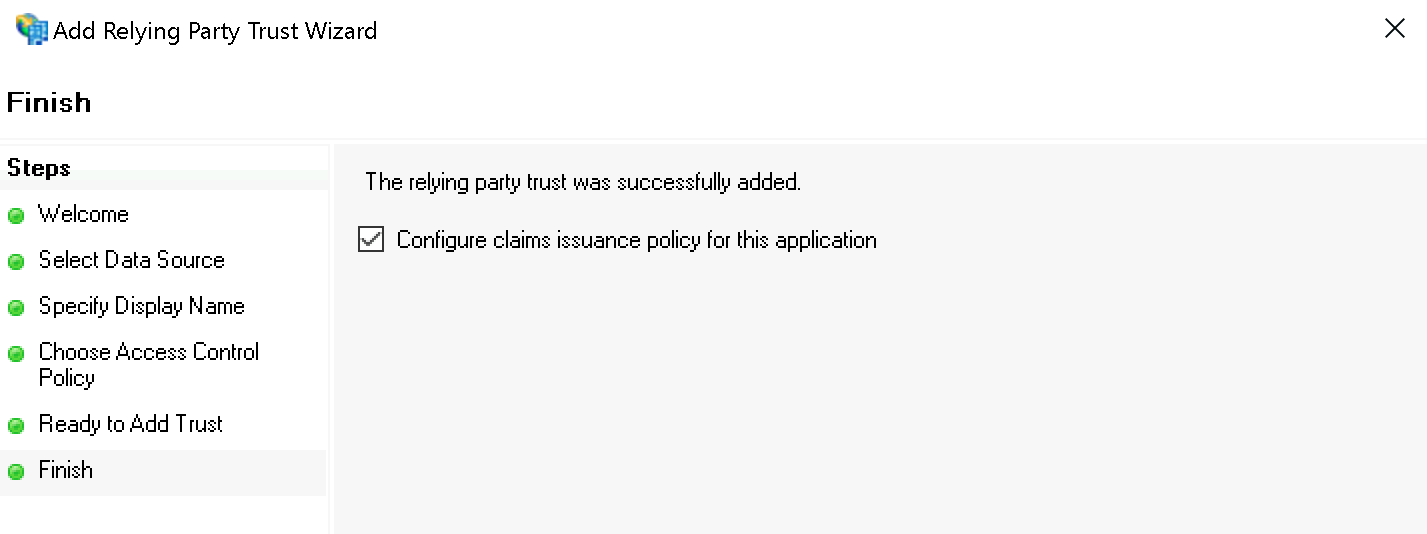 Add Relying Party Trust Wizard
Finish
Steps
Welcome
Select Data Source
Specify Display Name
Choose Access Control
Policy
Ready to Add Trust
Finish
The relying party trust was successfully added.
Configure claims issuance policy for this application